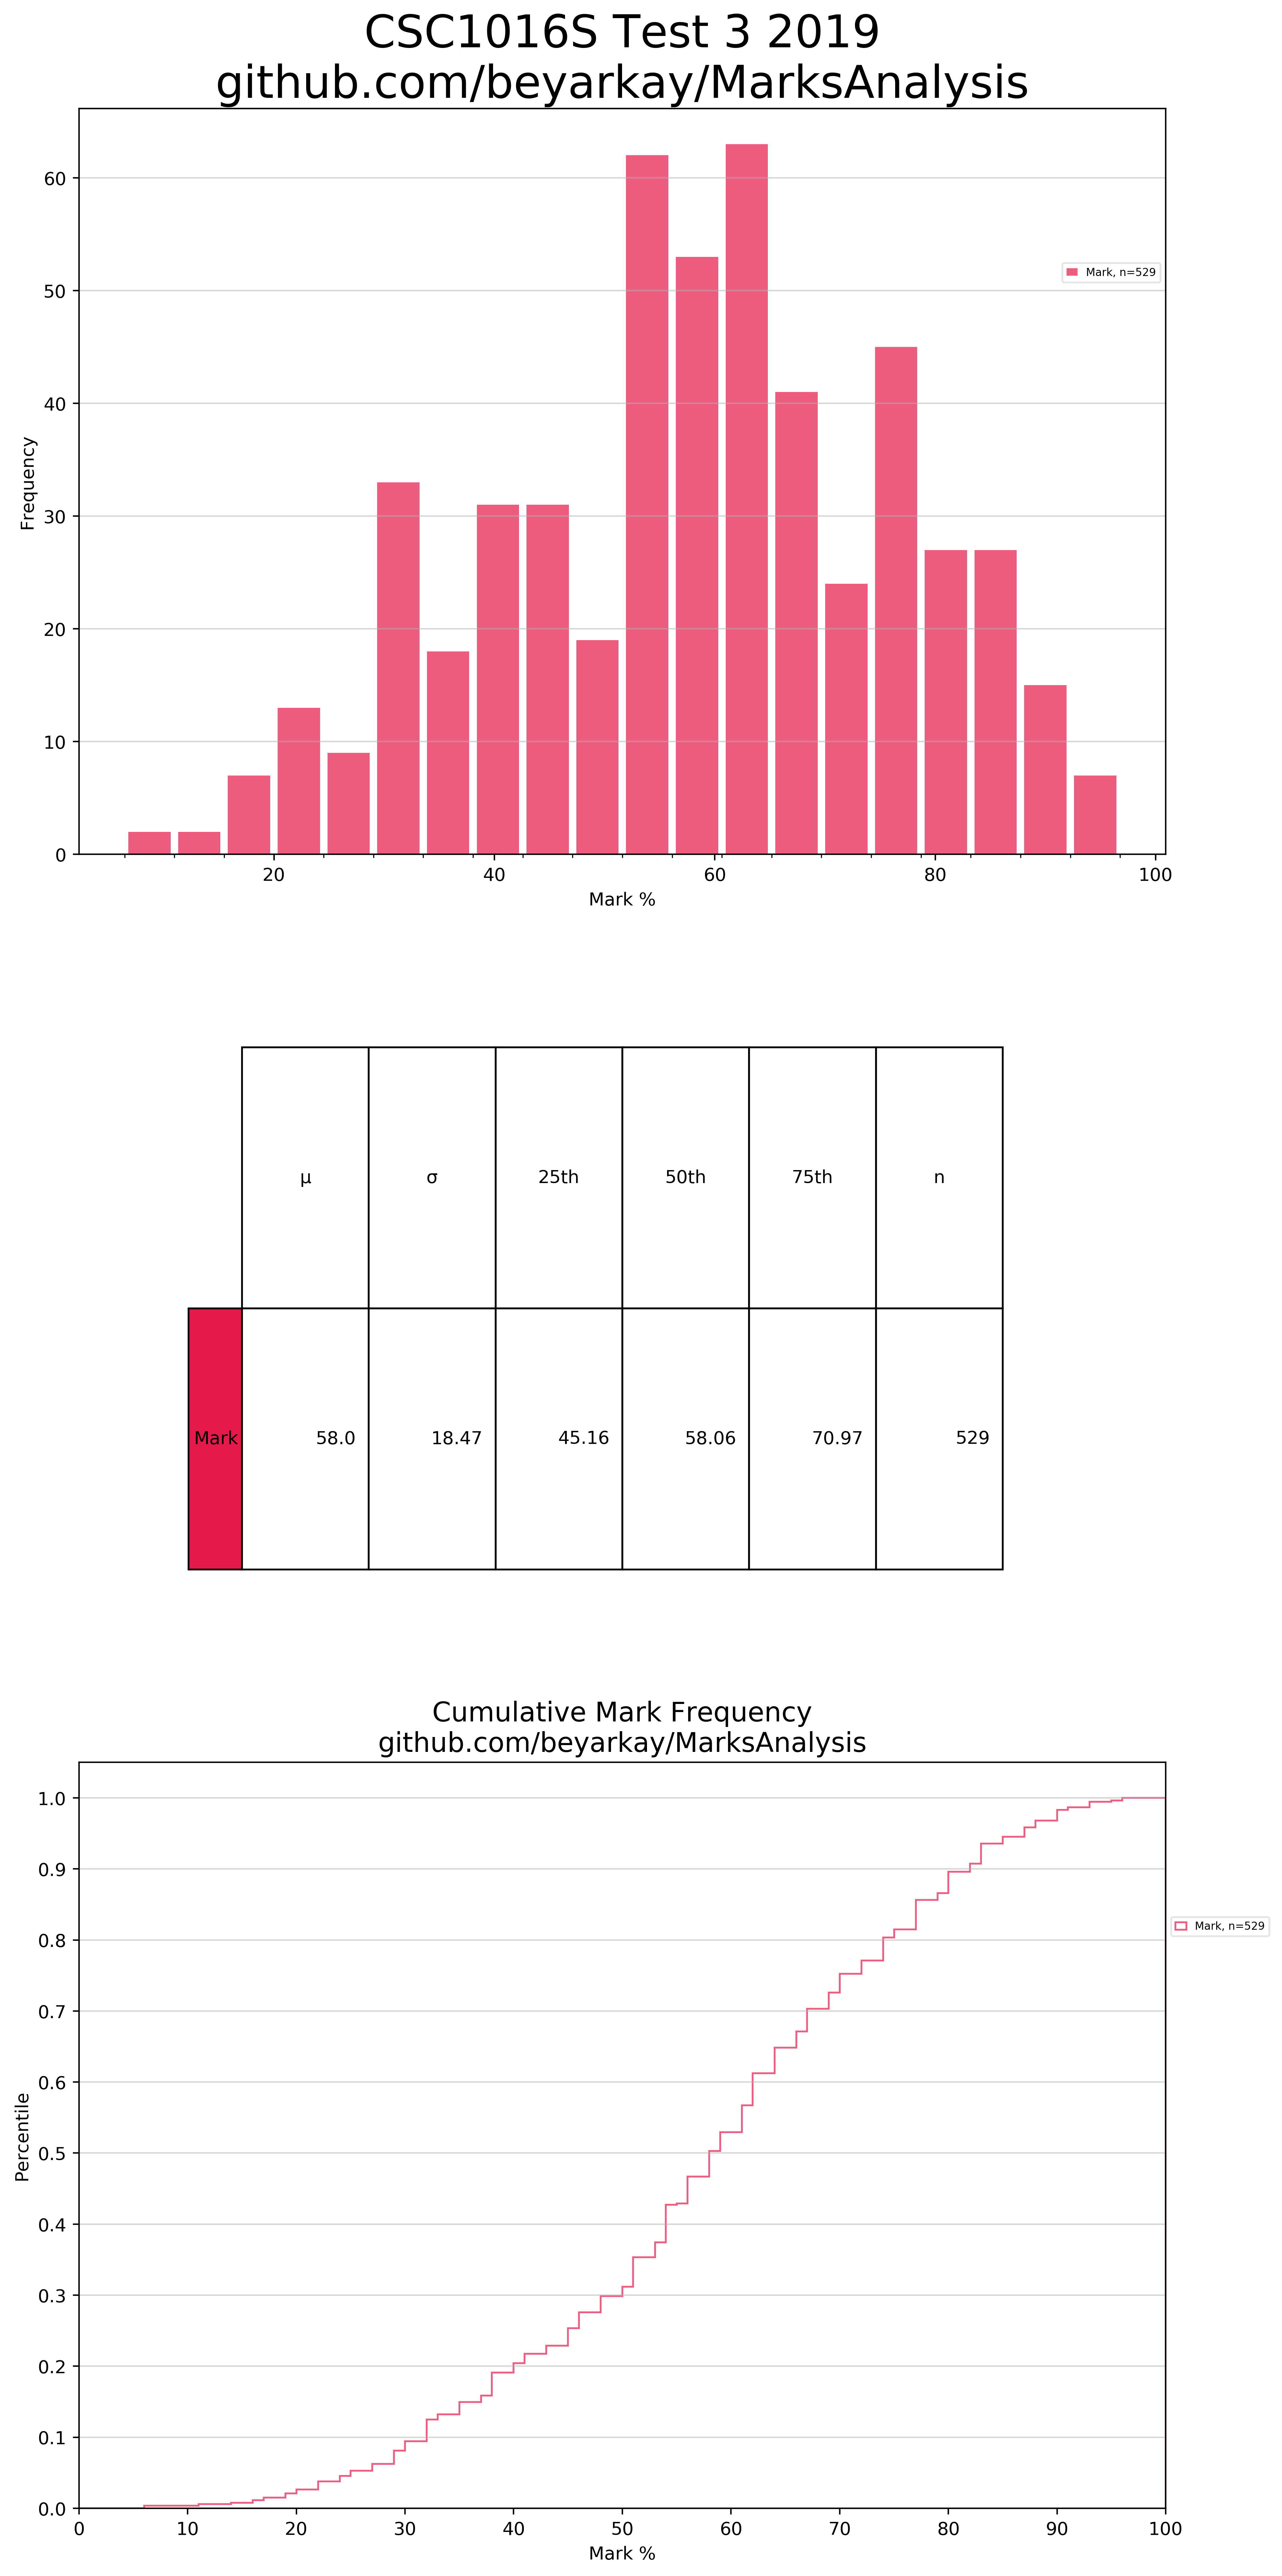 CSC1016S Test 3 2019
github.com/beyarkay/MarksAnalysis
60
50
40
30
20
10
0
Frequency
Mark, n=529
20 40 60 80 100
Mark %
µ σ 25th 50th 75th n
Mark 58.0 18.47 45.16 58.06 70.97 529
Cumulative Mark Frequency
github.com/beyarkay/MarksAnalysis
1.0
0.9
0.8
0.7
0.6
0.5
0.4
0.3
0.2
0.1
0.0
Percentile
Mark, n=529
0 10 20 30 40 50 60 70 80 90 100
Mark %